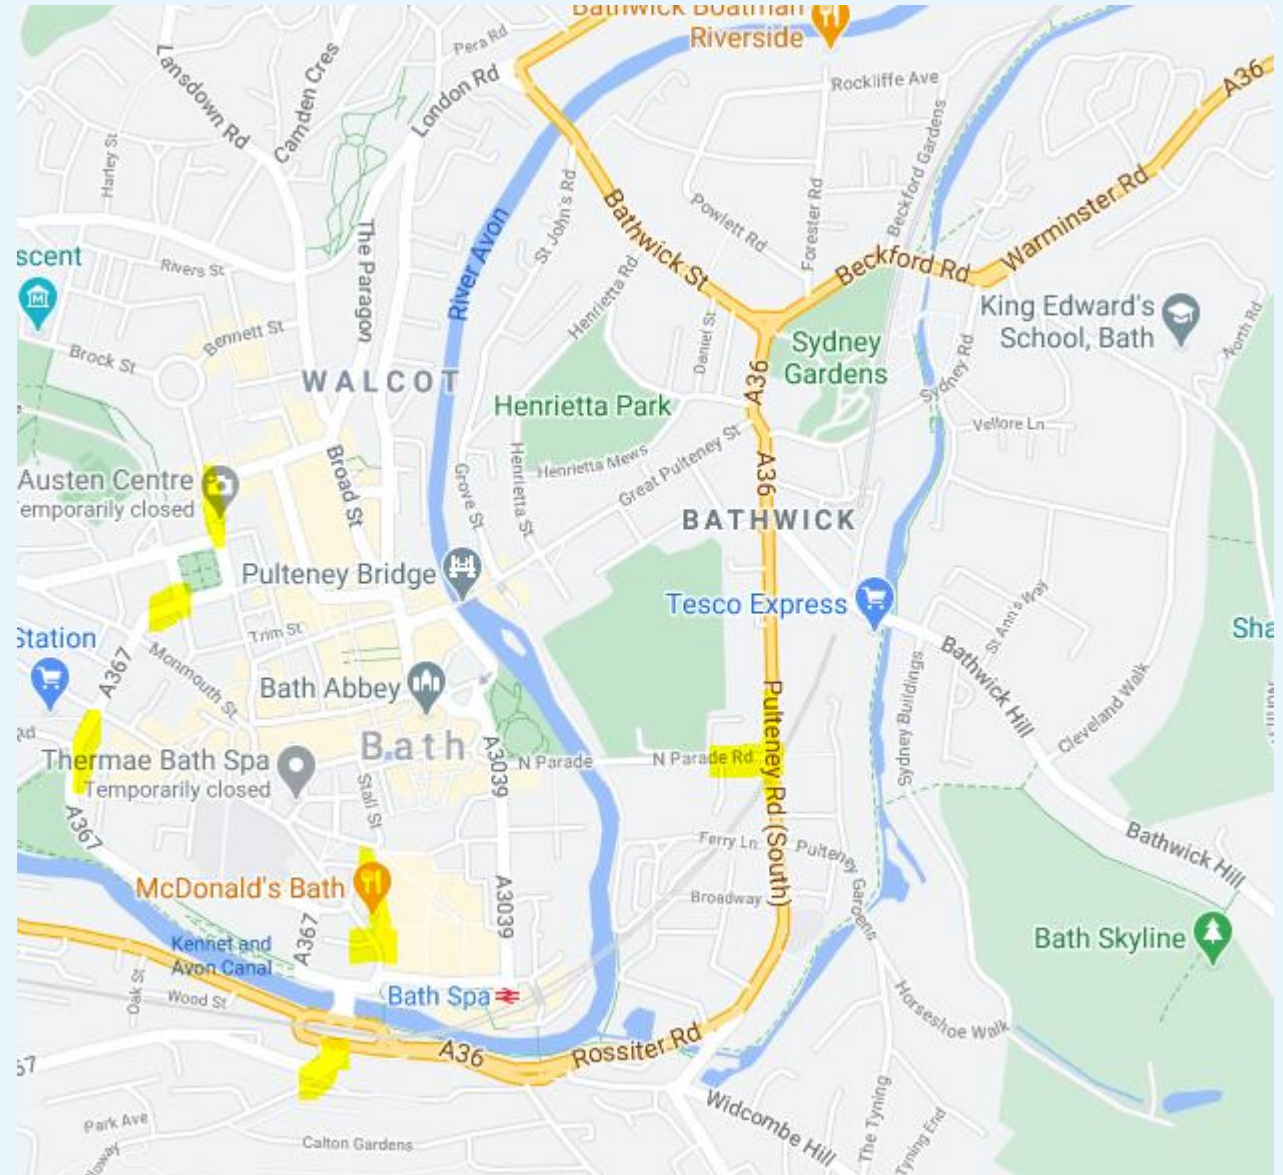 Bathwick Boatman
Riverside
Pera Rd
London Rd
Lansdown Rd
Camden Cres
Rockliffe Ave
A36
Harley St
Beckford Gardens
St John's Rd
Bathwick St
Powlett Rd
Forester Rd
Warminster Rd
The Paragon
River Avon
scent
Rivers St
Henrietta Rd
Beckford Rd
King Edward's
School, Bath
North Rd
Bennett St
Brock St
Daniel St
Sydney
Gardens
Sydney Rd
WALCOT
A36
Henrietta Park
Vellore Ln
Broad St
Grove St
Henrietta St
Henrietta Mews
Great Pulteney St
A36
Austen Centre
Temporarily closed
BATHWICK
Pulteney Bridge
Tesco Express
St Ann's Way
Sha
Trim St
Station
A367
Monmouth St
Bath Abbey
Sydney Buildings
Bathwick Hill
Cleveland Walk
Bath
Pulteney Rd (South)
Rd
Thermae Bath Spa
Temporarily closed
A3039
N Parade
N Parade Rd
Stall St
A367
Ferry Ln
Pulteney Gardens
Bathwick Hill
McDonald's Bath
A3039
Broadway
Bath Skyline
Kennet and
Avon Canal
A367
Oak St
Wood St
Bath Spa
Horseshoe Walk
A36
Rossiter Rd
67
Widcombe Hill
The Tyning
Tyning End
Park Ave
Calton Gardens
loway